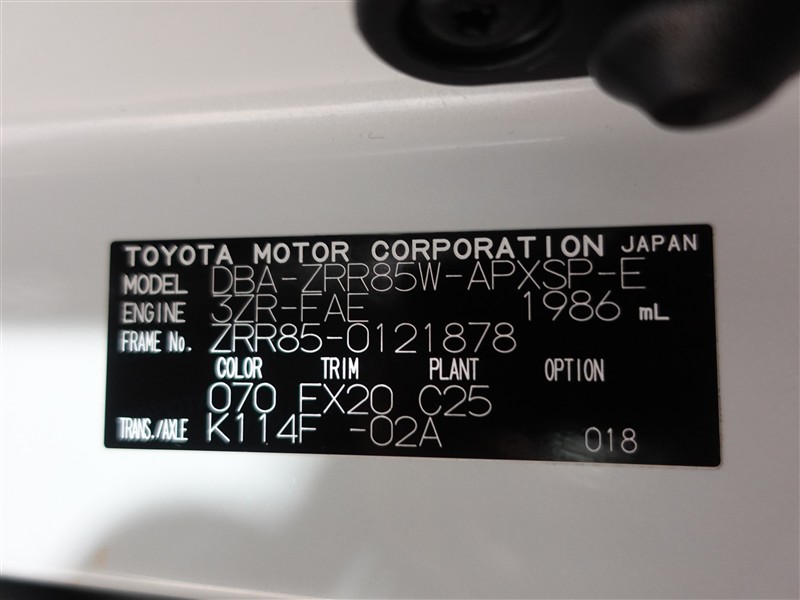 TOYOTA MOTOR CORPORATION JAPAN
MODEL DBA-ZRR85W-APXSP-E
ENGINE 3ZR-FAE 1986 mL
FRAME No. ZRR85-0121878
COLOR TRIM PLANT OPTION
070 FX20 C25
TRANS./AXLE K114F -02A 018